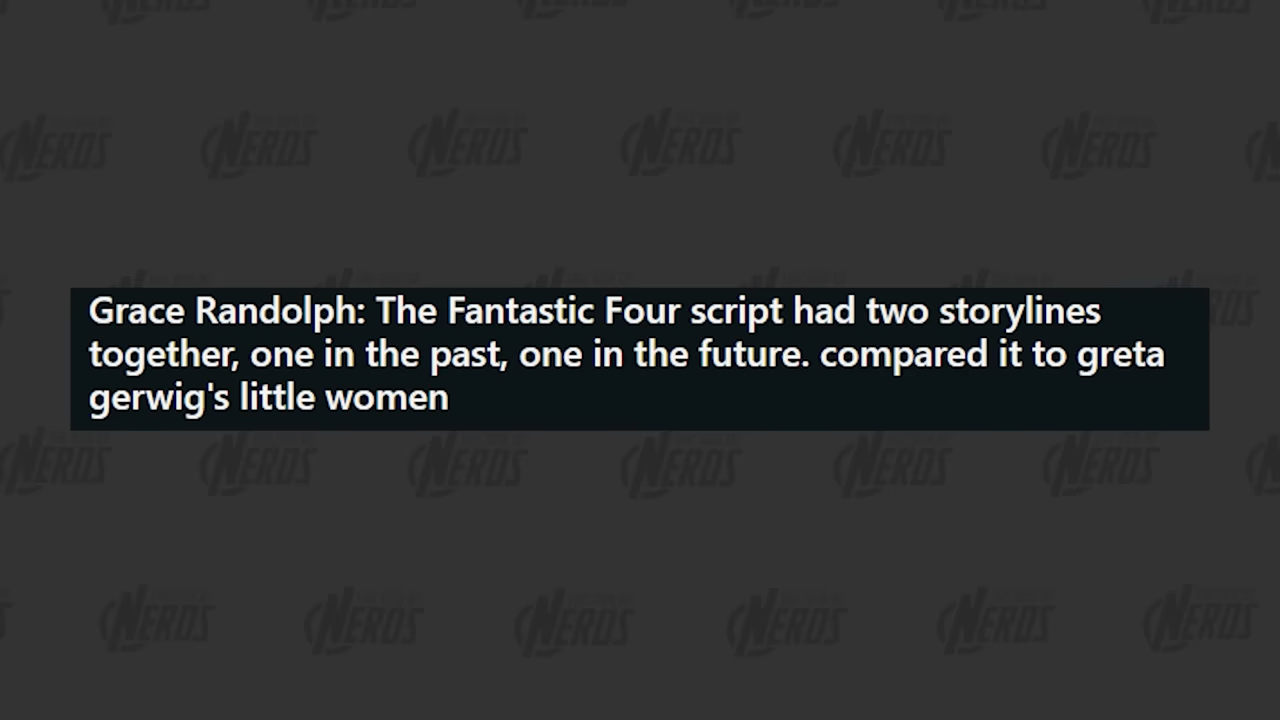 Grace Randolph: The Fantastic Four script had two storylines
together, one in the past, one in the future. compared it to greta
gerwig's little women